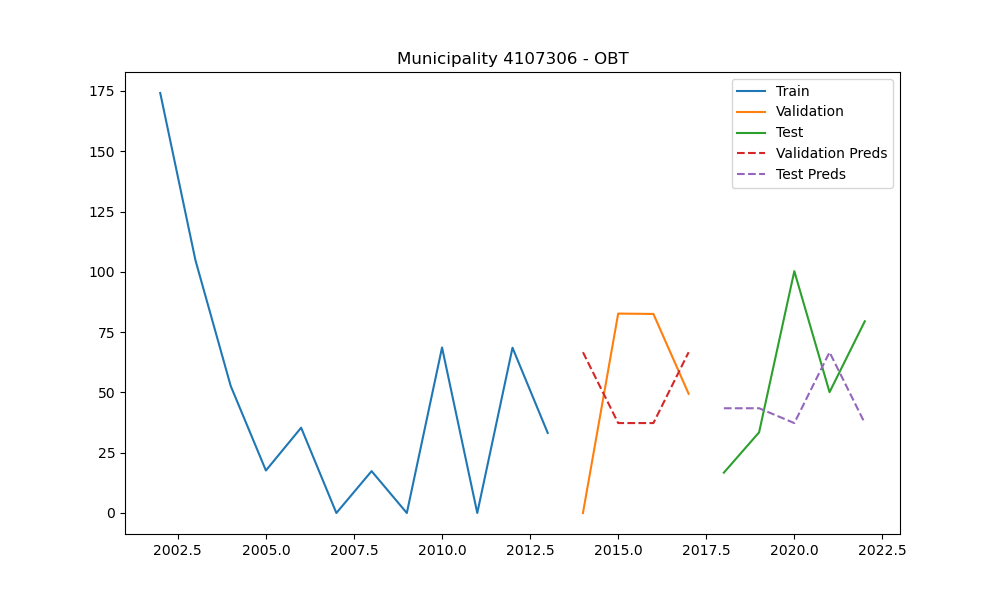 Municipality 4107306 - OBT
175
150
125
100
75
50
25
0
Train
Validation
Test
Validation Preds
Test Preds
2002.5 2005.0 2007.5 2010.0 2012.5 2015.0 2017.5 2020.0 2022.5